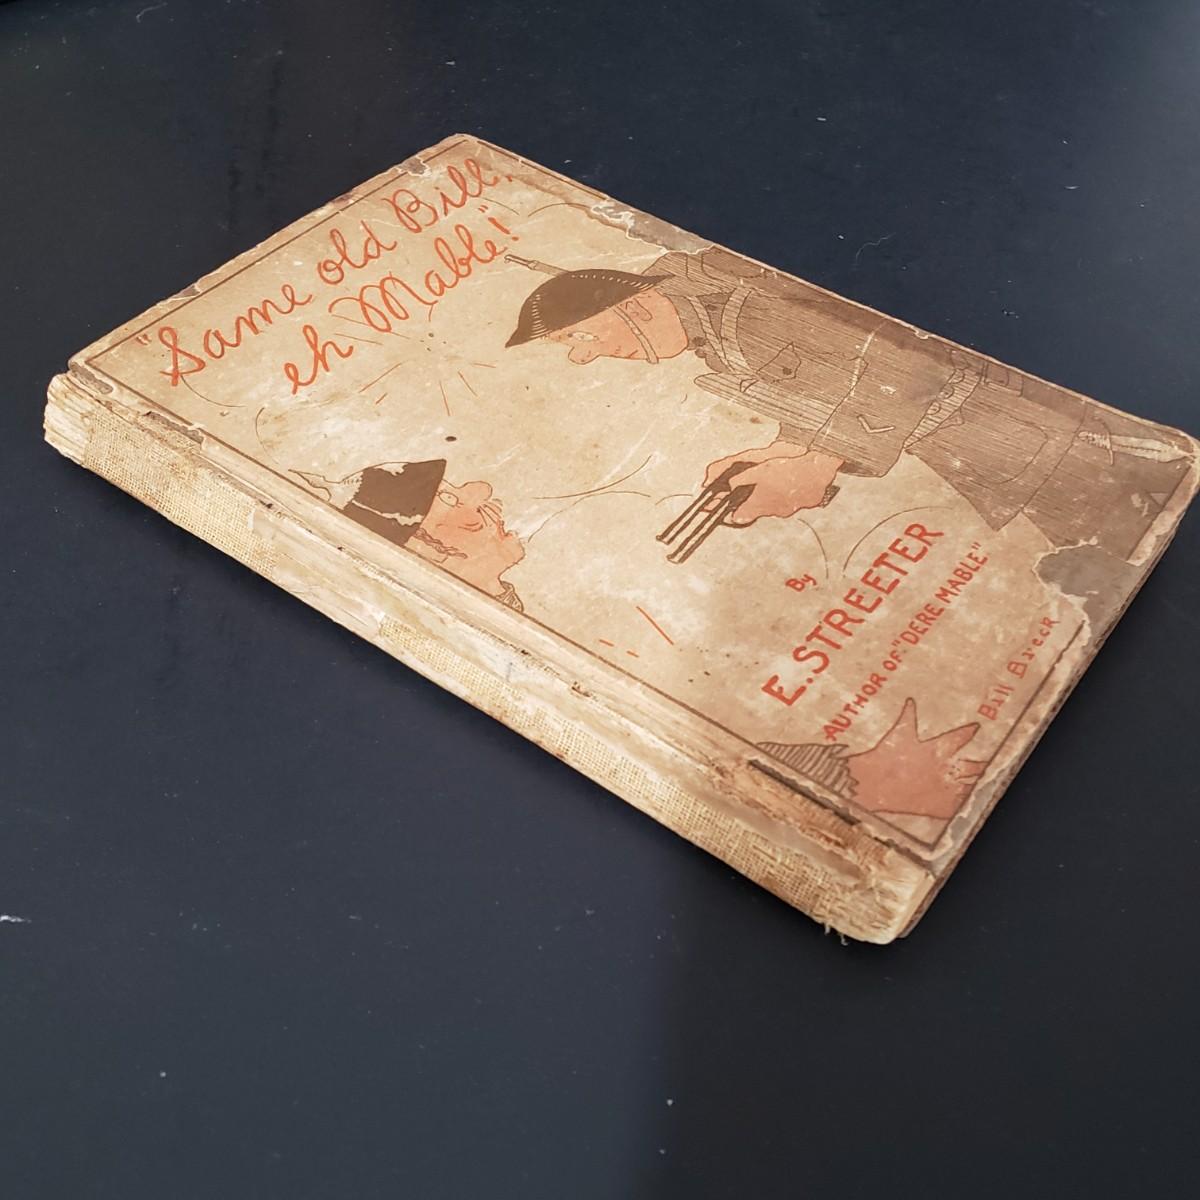 "Same old Bill,
eh Mable!"
By
E. STREETER
AUTHOR OF "DERE MABLE"
Bill Breck